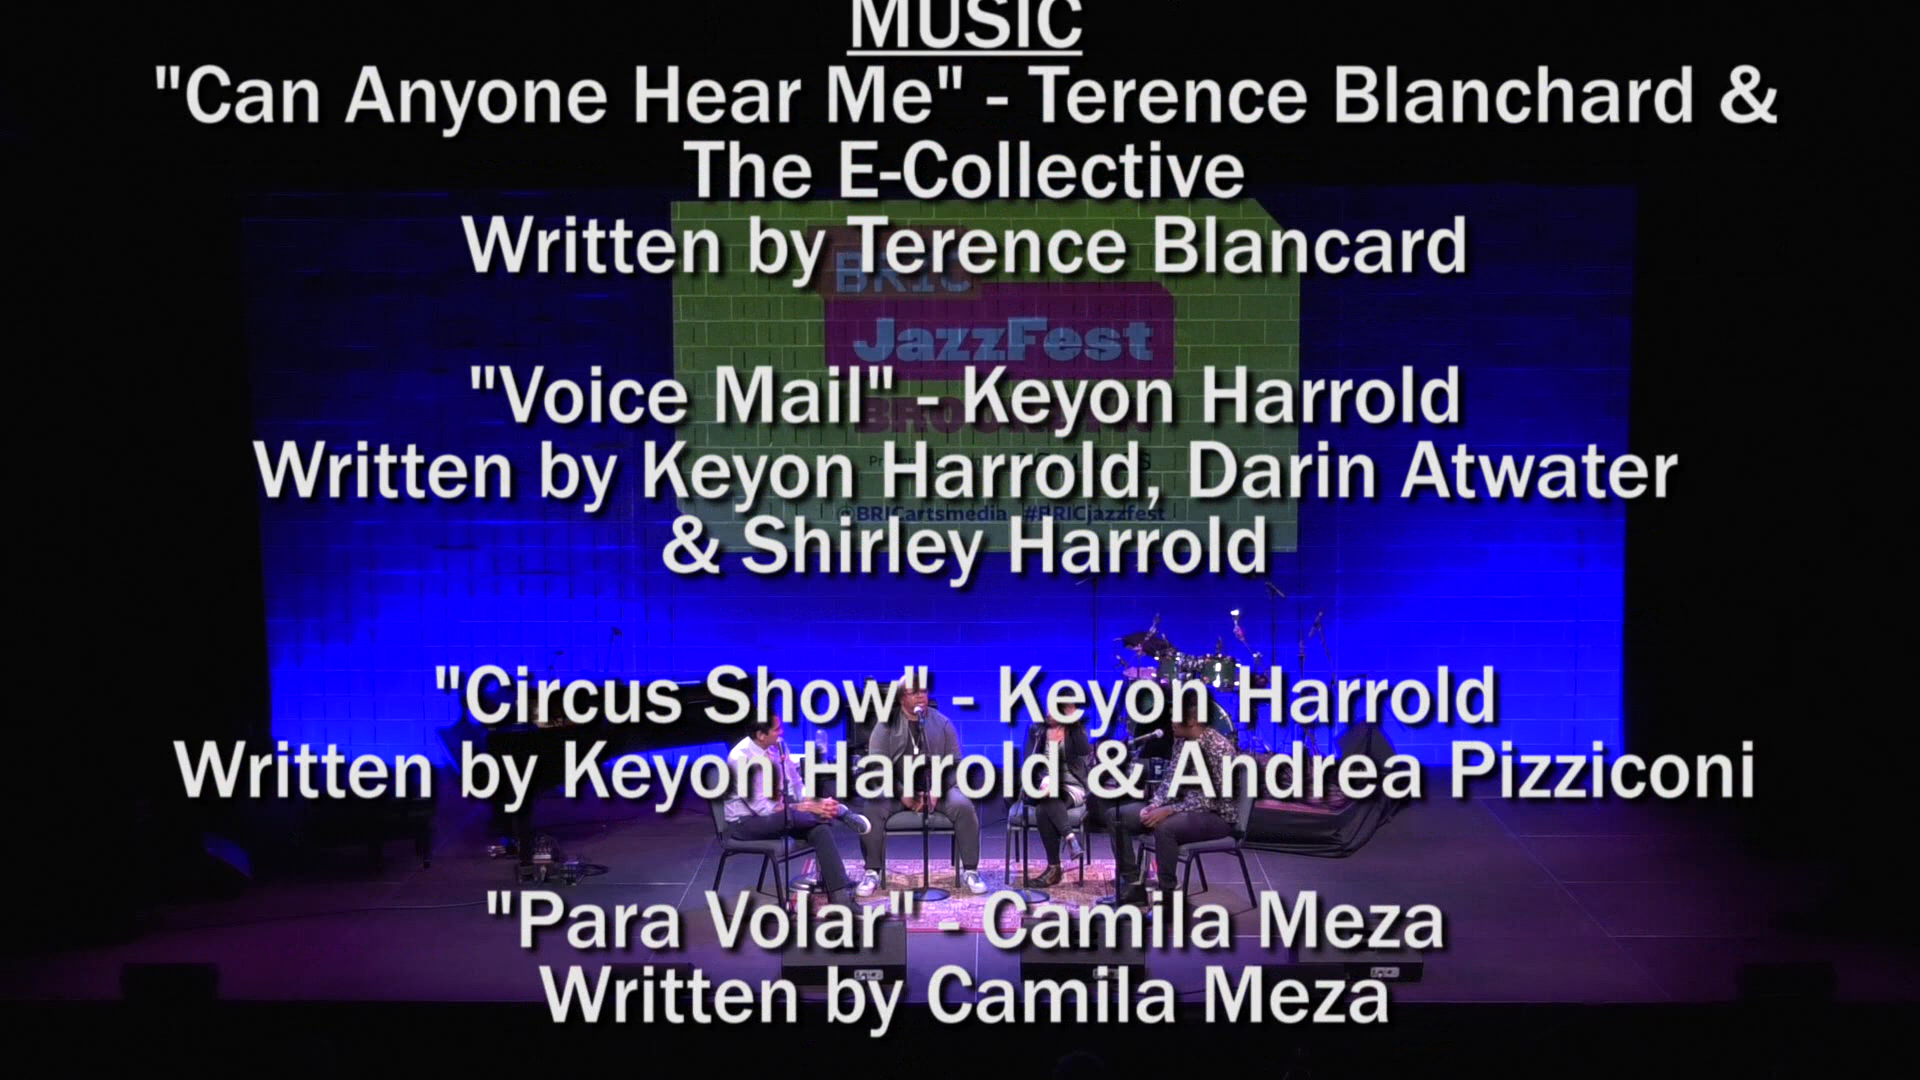 MUSIC
"Can Anyone Hear Me" - Terence Blanchard &
The E-Collective
Written by Terence Blancard
BRIC
JazzFest
"Voice Mail" - Keyon Harrold
Written by Keyon Harrold, Darin Atwater
@BRICartsmedia #BRICjazzfest
& Shirley Harrold
"Circus Show" - Keyon Harrold
Written by Keyon Harrold & Andrea Pizziconi
"Para Volar" - Camila Meza
Written by Camila Meza